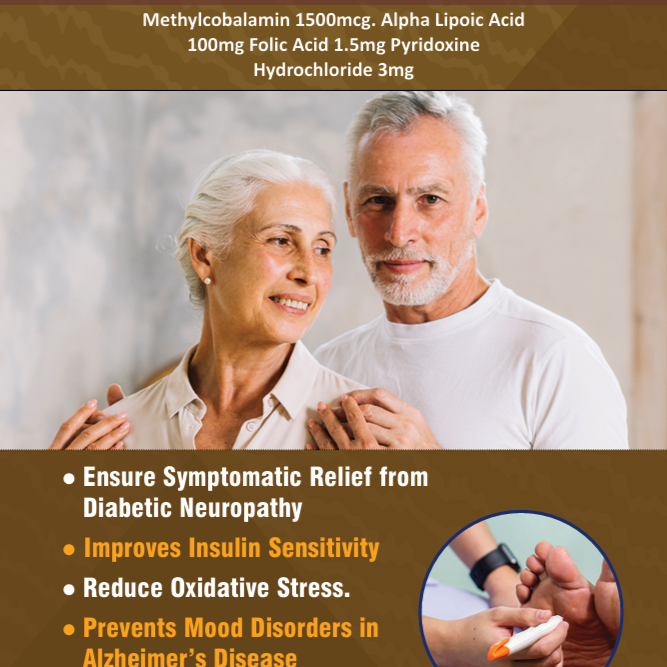 Methylcobalamin 1500mcg. Alpha Lipoic Acid
100mg Folic Acid 1.5mg Pyridoxine
Hydrochloride 3mg
• Ensure Symptomatic Relief from
Diabetic Neuropathy
• Improves Insulin Sensitivity
• Reduce Oxidative Stress.
• Prevents Mood Disorders in
Alzheimer's Disease